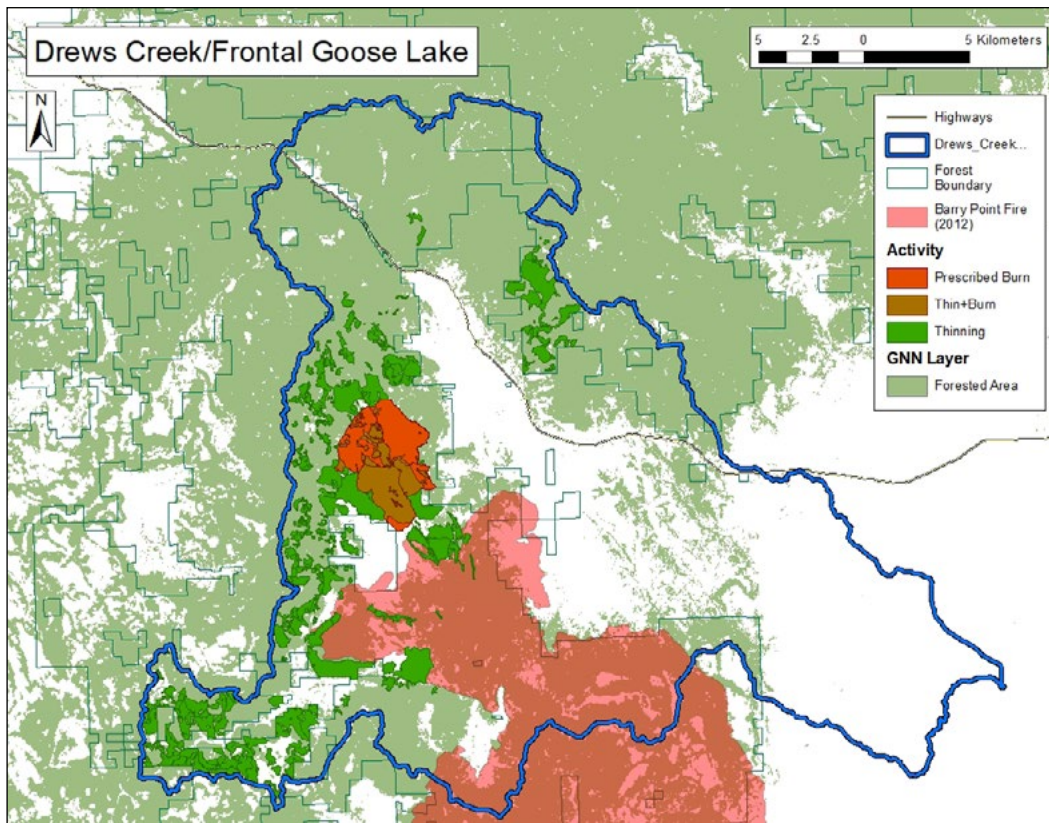 Drews Creek/Frontal Goose Lake
5 2.5 0 5 Kilometers
N
Highways
Drews_Creek...
Forest
Boundary
Barry Point Fire
(2012)
Activity
Prescribed Burn
Thin+Burn
Thinning
GNN Layer
Forested Area